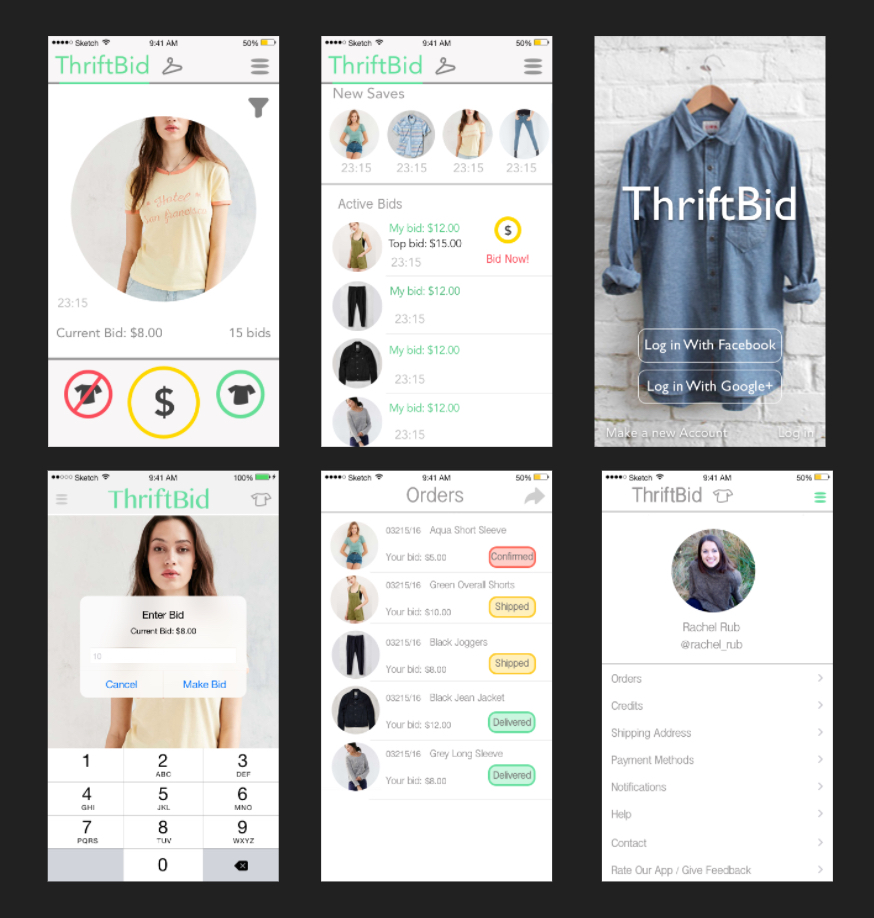 Sketch 9:41 AM 50%
ThriftBid
23:15
Current Bid: $8.00 15 bids
$
Sketch 9:41 AM 50%
ThriftBid
New Saves
23:15 23:15 23:15 23:15
Active Bids
My bid: $12.00
Top bid: $15.00
23:15
$
Bid Now!
My bid: $12.00
23:15
My bid: $12.00
23:15
My bid: $12.00
23:15
ThriftBid
Log in With Facebook
Log in With Google+
Make a new Account Log in
Sketch 9:41 AM 100%
ThriftBid
Enter Bid
Current Bid: $8.00
10
Cancel Make Bid
1 2 3
ABC DEF
4 5 6
GHI JKL MNO
7 8 9
PQRS TUV WXYZ
0
Sketch 9:41 AM 50%
Orders
03215/16 Aqua Short Sleeve
Your bid: $5.00 Confirmed
03215/16 Green Overall Shorts
Your bid: $10.00 Shipped
03215/16 Black Joggers
Your bid: $8.00 Shipped
03215/16 Black Jean Jacket
Your bid: $12.00 Delivered
03215/16 Grey Long Sleeve
Your bid: $8.00 Delivered
Sketch 9:41 AM 50%
ThriftBid
Rachel Rub
@rachel_rub
Orders
Credits
Shipping Address
Payment Methods
Notifications
Help
Contact
Rate Our App / Give Feedback